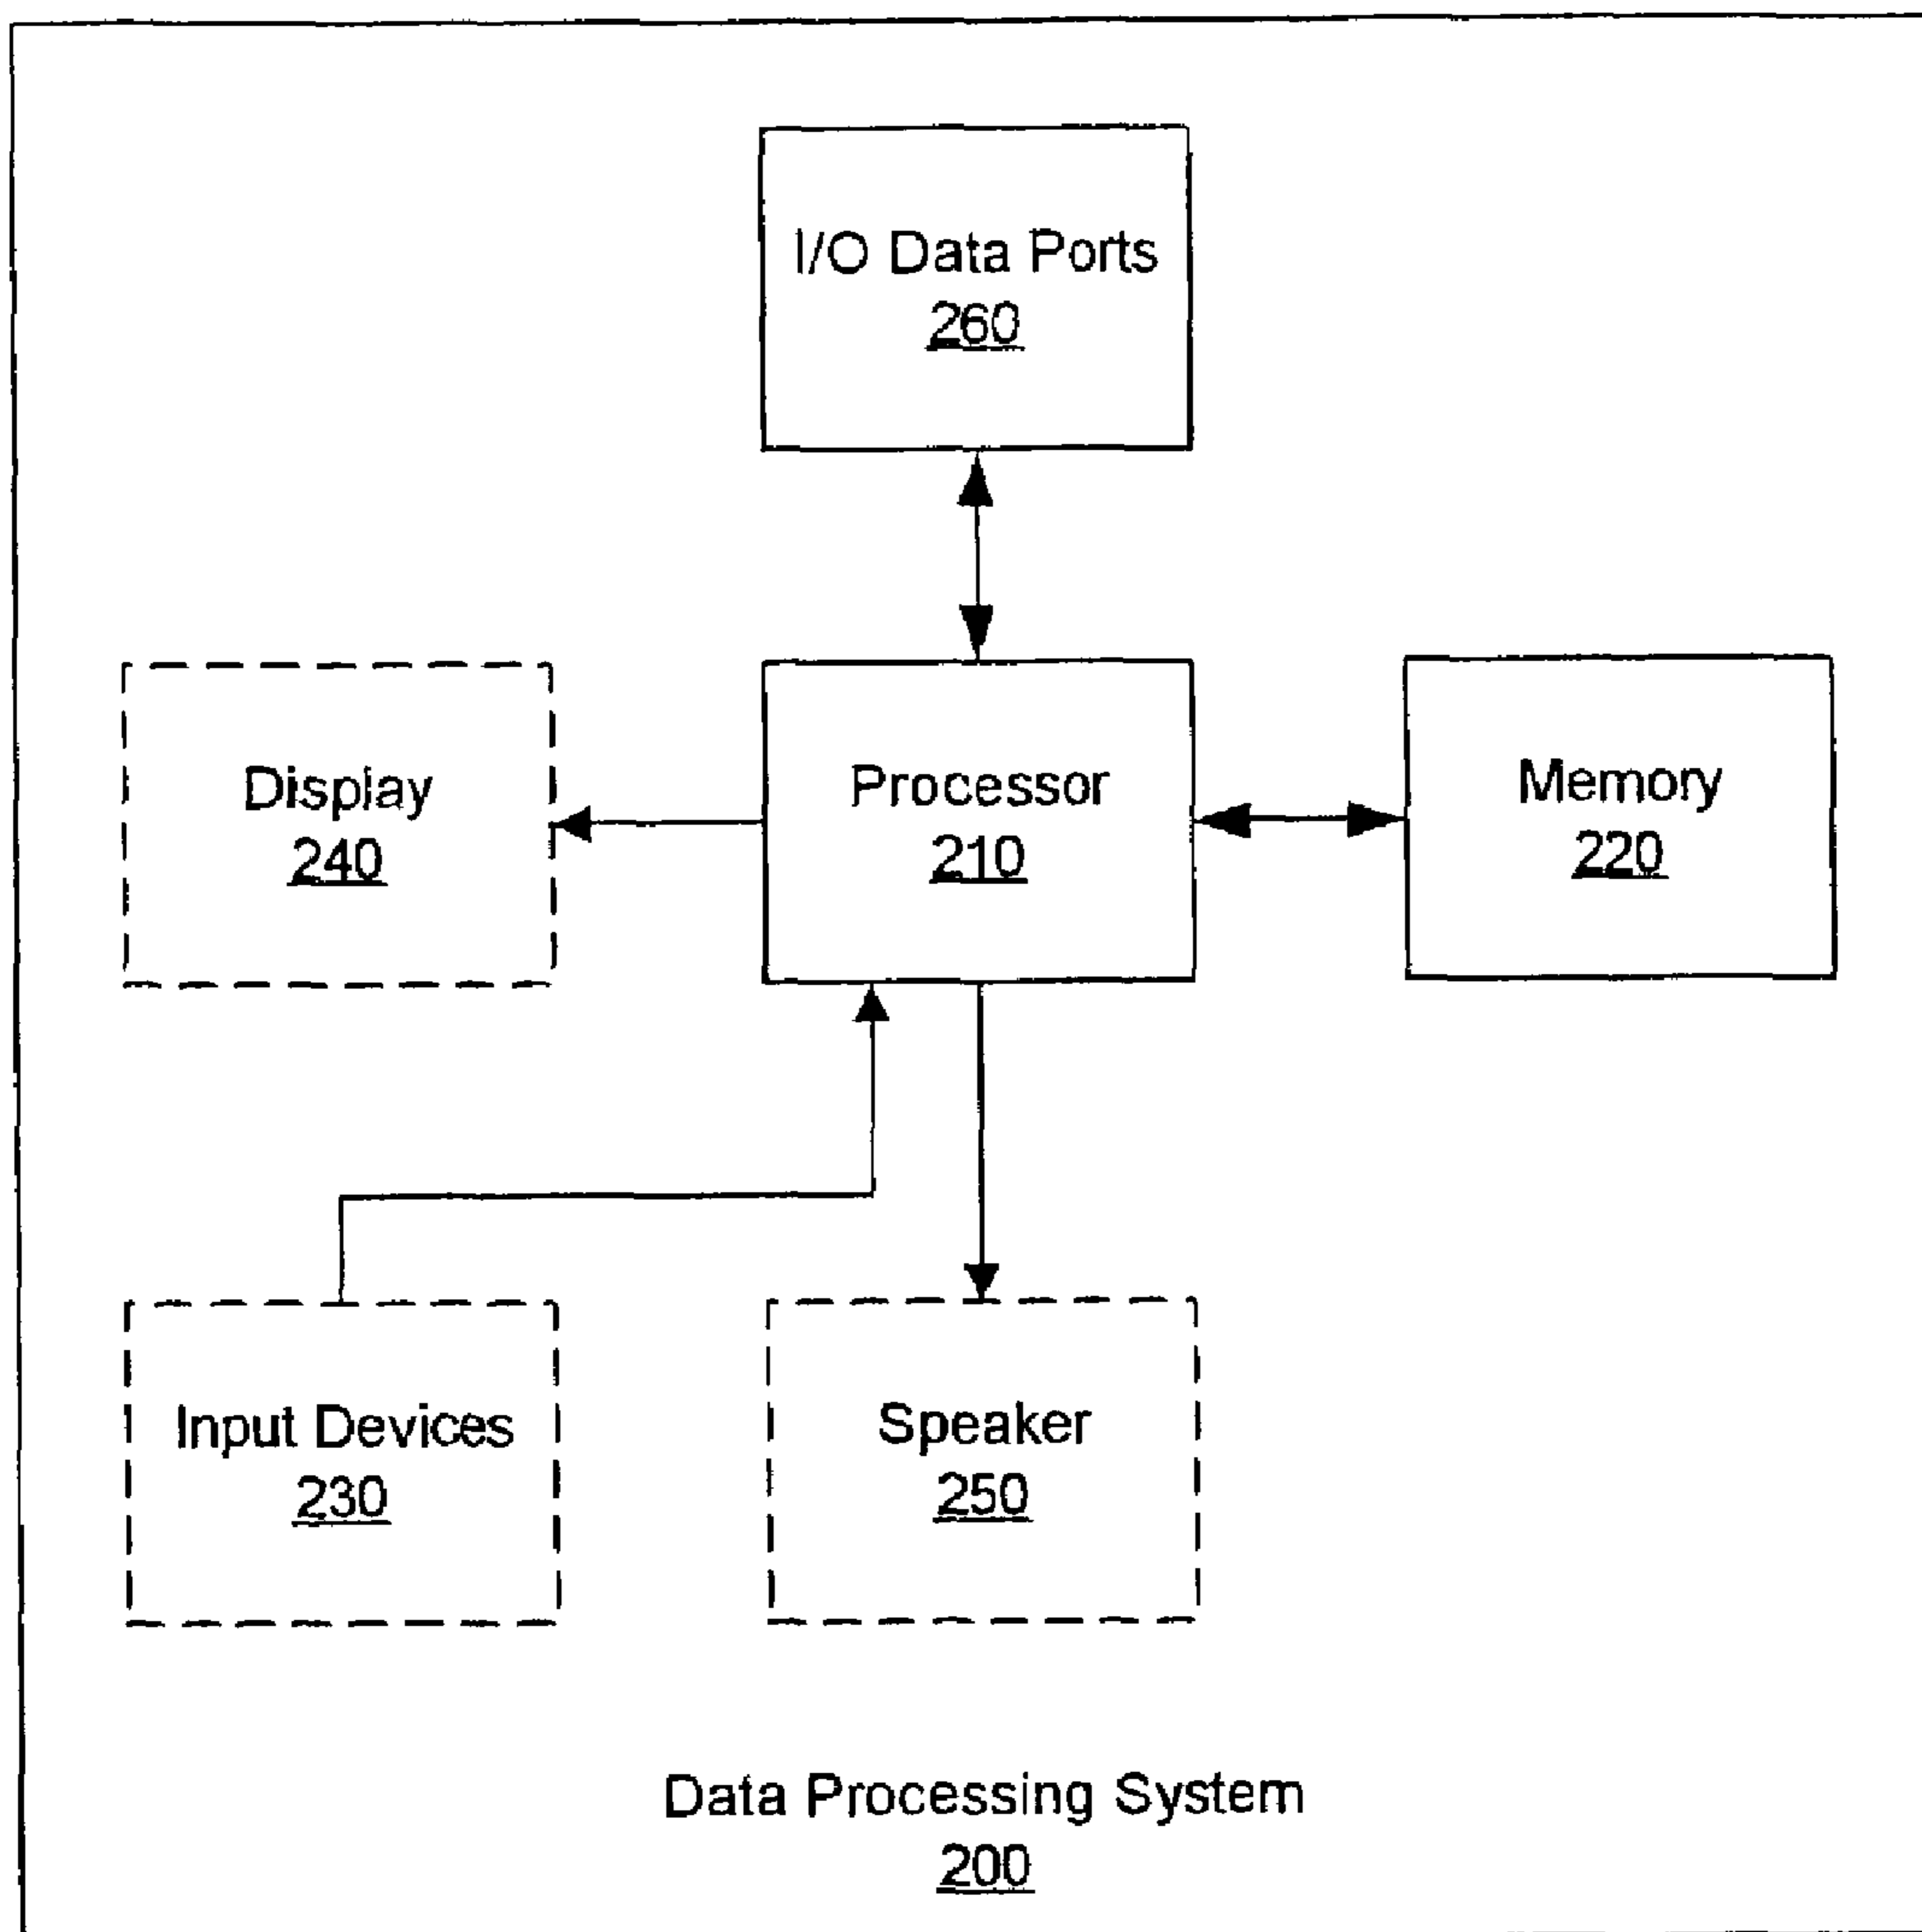 I/O Data Ports
260
Display
240
Processor
210
Memory
220
Input Devices
230
Speaker
250
Data Processing System
200